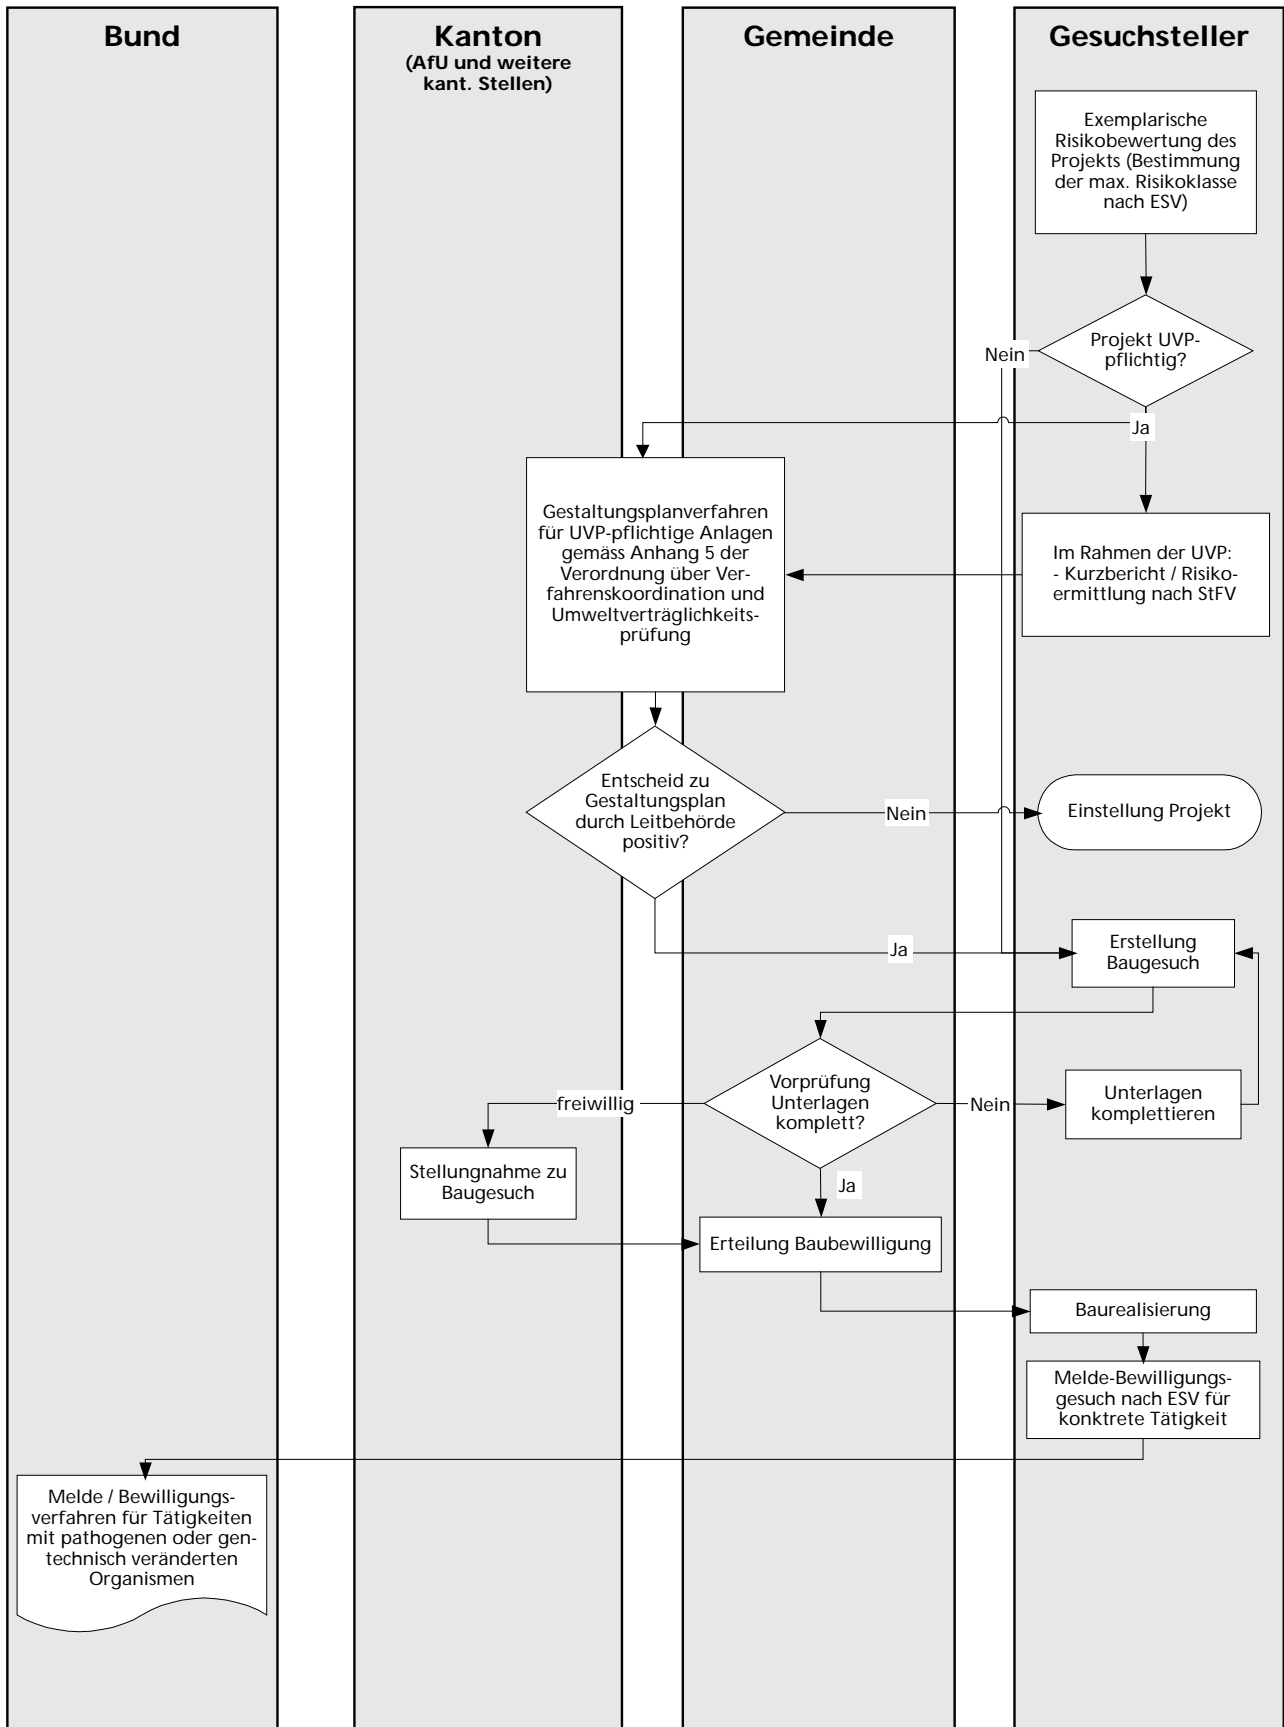 Bund
Kanton
(AfU und weitere
kant. Stellen)
Gemeinde
Gesuchsteller
Exemplarische
Risikobewertung des
Projekts (Bestimmung
der max. Risikoklasse
nach ESV)
Projekt UVP-
pflichtig?
Nein
Ja
Gestaltungsplanverfahren
für UVP-pflichtige Anlagen
gemäss Anhang 5 der
Verordnung über Ver-
fahrenskoordination und
Umweltverträglichkeits-
prüfung
Im Rahmen der UVP:
- Kurzbericht / Risiko-
ermittlung nach StFV
Entscheid zu
Gestaltungsplan
durch Leitbehörde
positiv?
Nein
Einstellung Projekt
Ja
Erstellung
Baugesuch
Vorprüfung
Unterlagen
komplett?
freiwillig
Nein
Unterlagen
komplettieren
Stellungnahme zu
Baugesuch
Ja
Erteilung Baubewilligung
Baurealisierung
Melde-Bewilligungs-
gesuch nach ESV für
konktrete Tätigkeit
Melde / Bewilligungs-
verfahren für Tätigkeiten
mit pathogenen oder gen-
technisch veränderten
Organismen